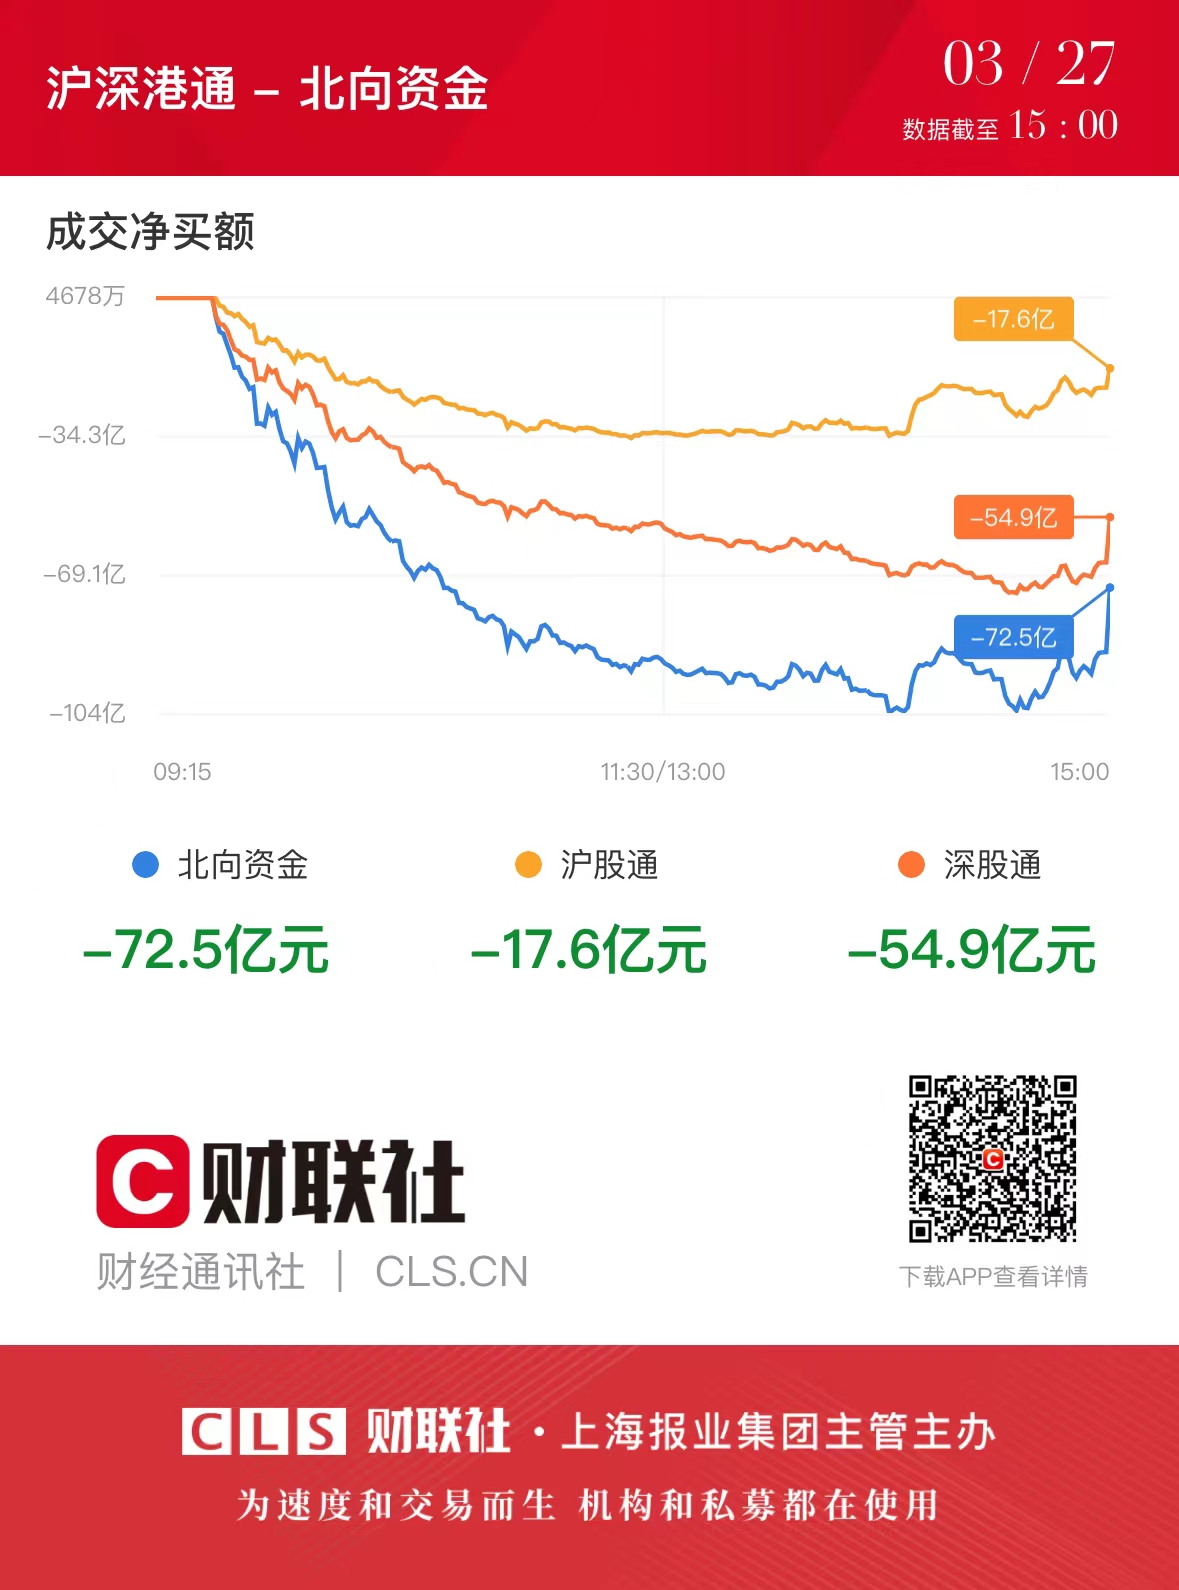 沪深港通 – 北向资金
03 / 27
数据截至 15 : 00
成交净买额
4678万
-34.3亿
-69.1亿
-104亿
-17.6亿
-54.9亿
-72.5亿
09:15
11:30/13:00
15:00
北向资金
沪股通
深股通
-72.5亿元
-17.6亿元
-54.9亿元
C 财联社
财经通讯社 | CLS.CN
C
下载APP查看详情
CLS 财联社 · 上海报业集团主管主办
为速度和交易而生 机构和私募都在使用